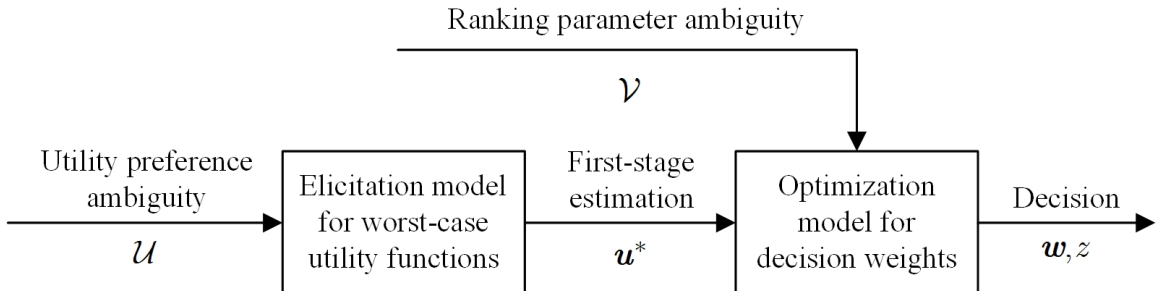 Ranking parameter ambiguity
𝒱
Utility preference
ambiguity
𝒰
Elicitation model
for worst-case
utility functions
First-stage
estimation
𝒖*
Optimization
model for
decision weights
Decision
𝒘, z